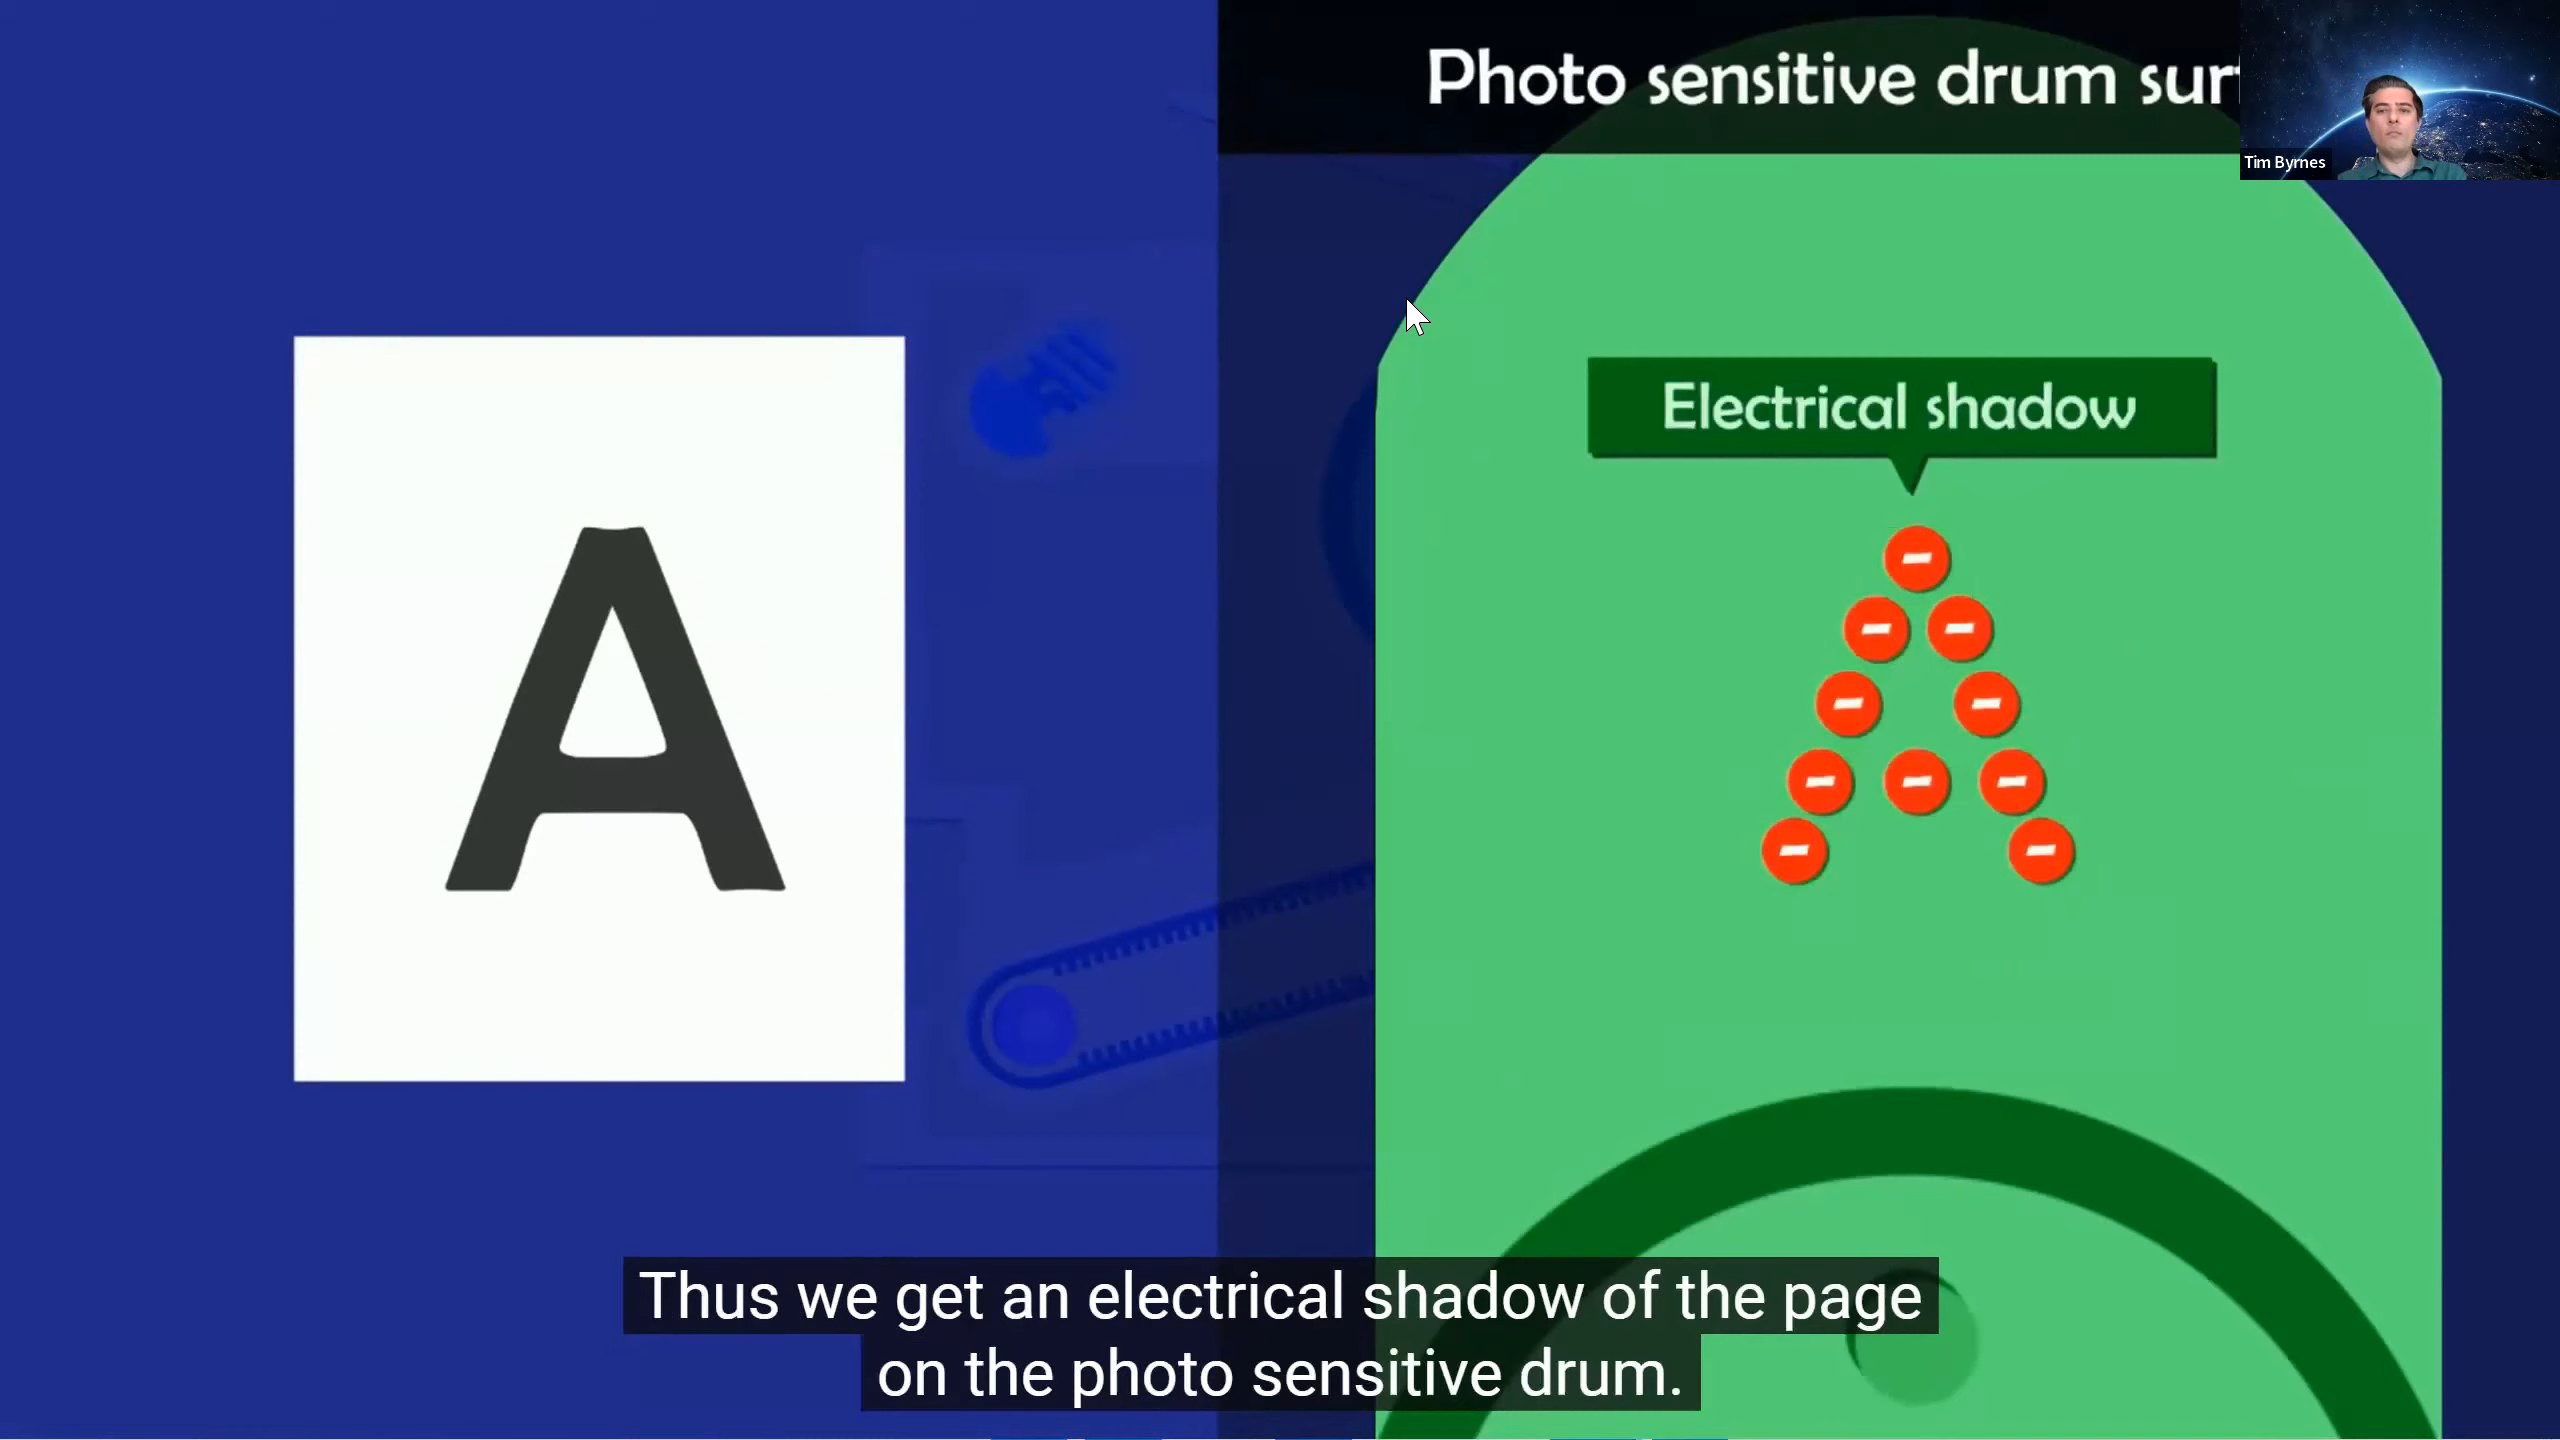 Photo sensitive drum sur
Tim Byrnes
Electrical shadow
A
Thus we get an electrical shadow of the page
on the photo sensitive drum.